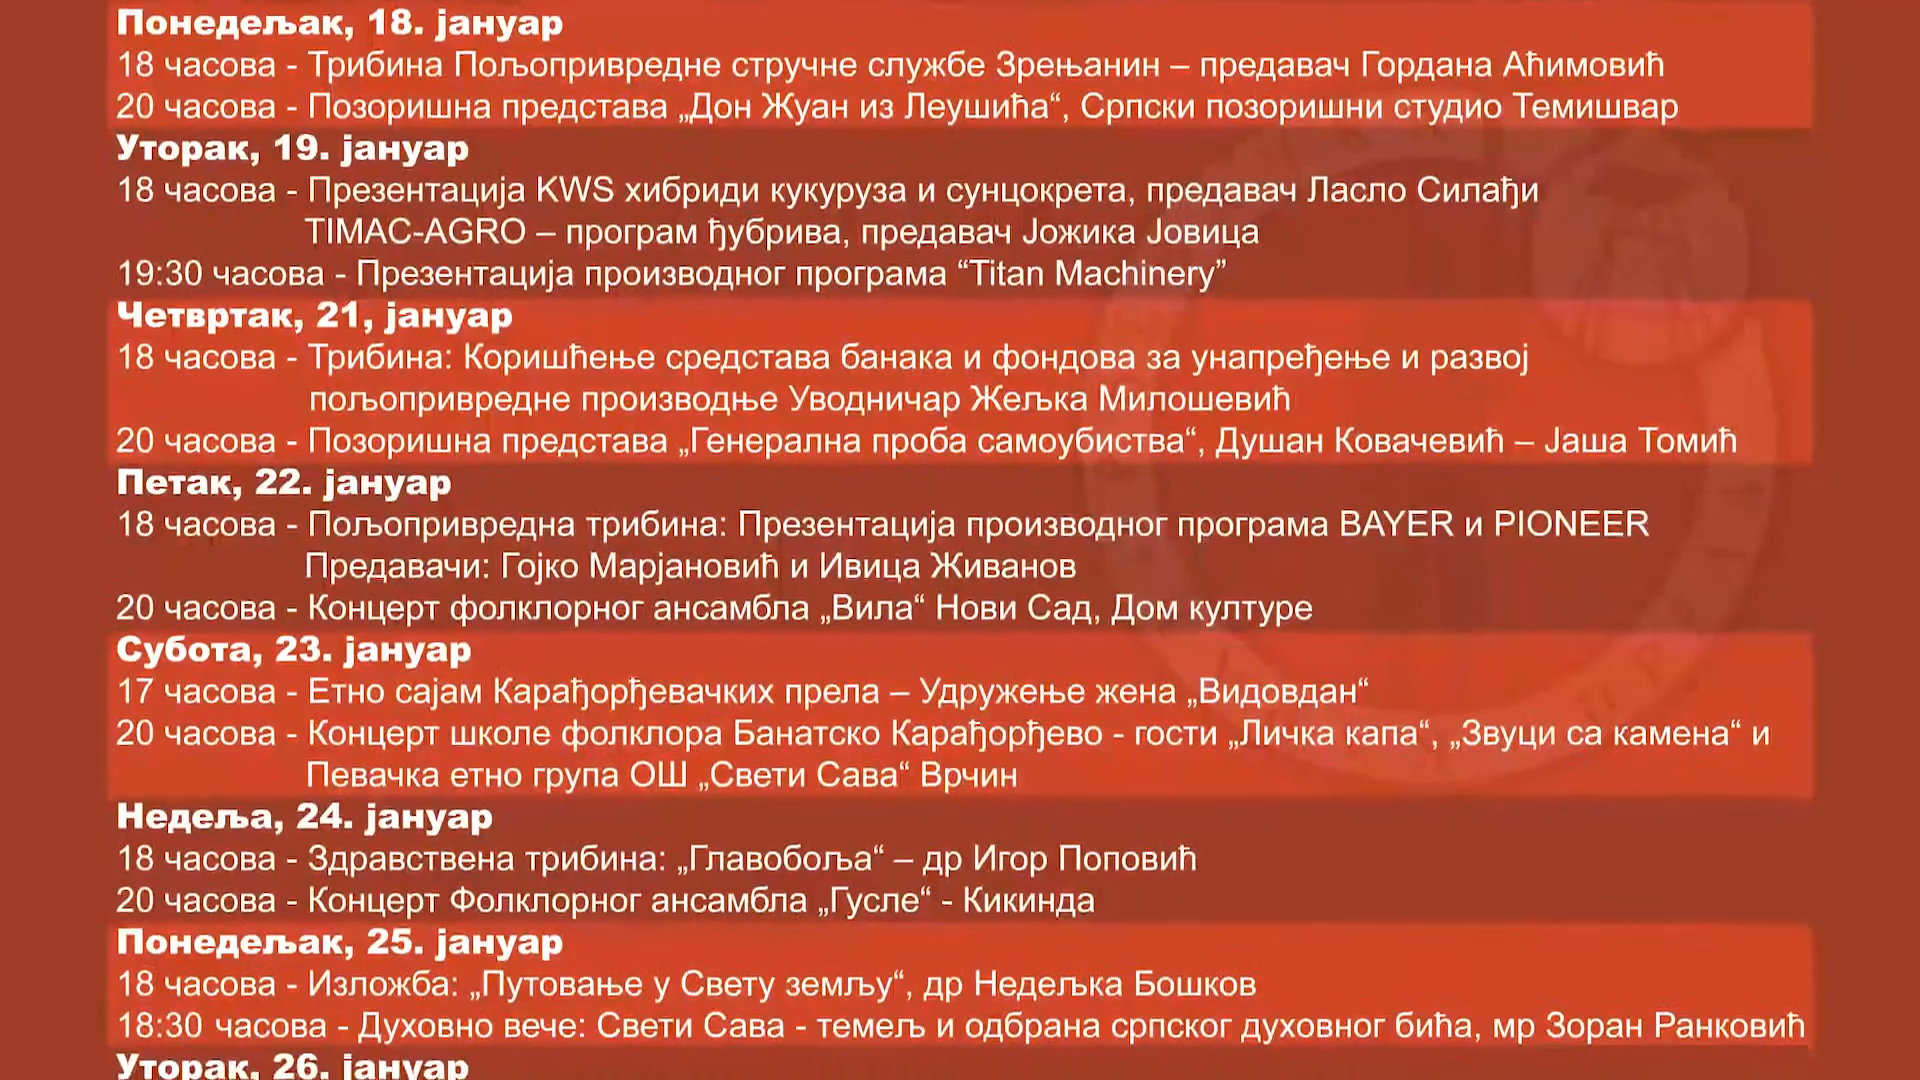 Понедељак, 18. јануар
18 часова - Трибина Пољопривредне стручне службе Зрењанин – предавач Гордана Аћимовић
20 часова - Позоришна представа „Дон Жуан из Леушића“, Српски позоришни студио Темишвар
Уторак, 19. јануар
18 часова - Презентација KWS хибриди кукуруза и сунцокрета, предавач Ласло Силађи
TIMAC-AGRO – програм ђубрива, предавач Јожика Јовица
19:30 часова - Презентација производног програма “Titan Machinery”
Четвртак, 21, јануар
18 часова - Трибина: Коришћење средстава банака и фондова за унапређење и развој
пољопривредне производње Уводничар Жељка Милошевић
20 часова - Позоришна представа „Генерална проба самоубиства“, Душан Ковачевић – Јаша Томић
Петак, 22. јануар
18 часова - Пољопривредна трибина: Презентација производног програма BAYER и PIONEER
Предавачи: Гојко Марјановић и Ивица Живанов
20 часова - Концерт фолклорног ансамбла „Вила“ Нови Сад, Дом културе
Субота, 23. јануар
17 часова - Етно сајам Карађорђевачких прела – Удружење жена „Видовдан“
20 часова - Концерт школе фолклора Банатско Карађорђево - гости „Личка капа“, „Звуци са камена“ и
Певачка етно група ОШ „Свети Сава“ Врчин
Недеља, 24. јануар
18 часова - Здравствена трибина: „Главобоља“ – др Игор Поповић
20 часова - Концерт Фолклорног ансамбла „Гусле“ - Кикинда
Понедељак, 25. јануар
18 часова - Изложба: „Путовање у Свету земљу“, др Недељка Бошков
18:30 часова - Духовно вече: Свети Сава - темељ и одбрана српског духовног бића, мр Зоран Ранковић
Уторак, 26. јануар